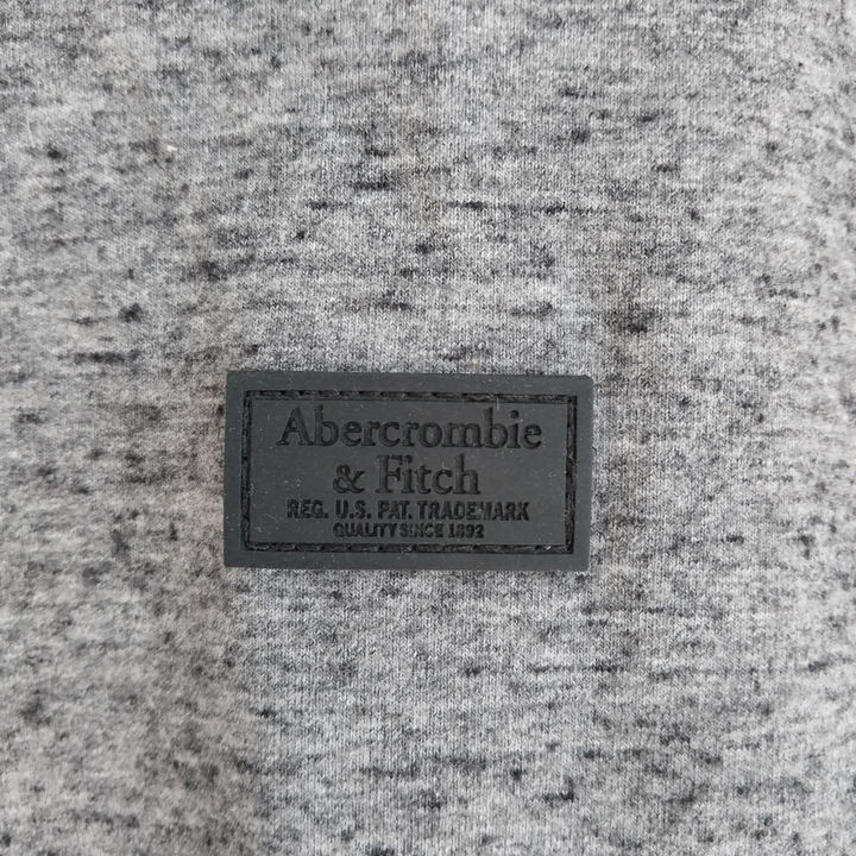 Abercrombie
& Fitch
REG. U.S. PAT. TRADEMARK
QUALITY SINCE 1892